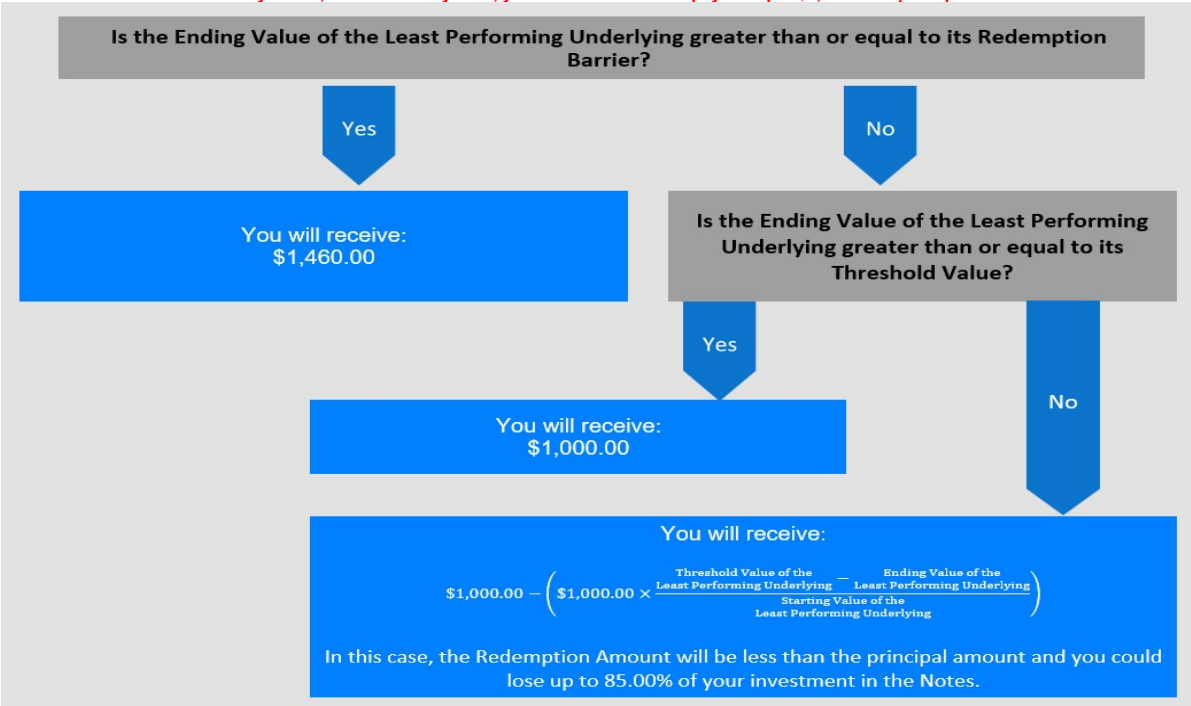 Is the Ending Value of the Least Performing Underlying greater than or equal to its Redemption
Barrier?
Yes
No
You will receive:
$1,460.00
Is the Ending Value of the Least Performing
Underlying greater than or equal to its
Threshold Value?
Yes
No
You will receive:
$1,000.00
You will receive:
$1,000.00 − ($1,000.00 × (Threshold Value of the Least Performing Underlying − Ending Value of the Least Performing Underlying) / Starting Value of the Least Performing Underlying)
In this case, the Redemption Amount will be less than the principal amount and you could
lose up to 85.00% of your investment in the Notes.